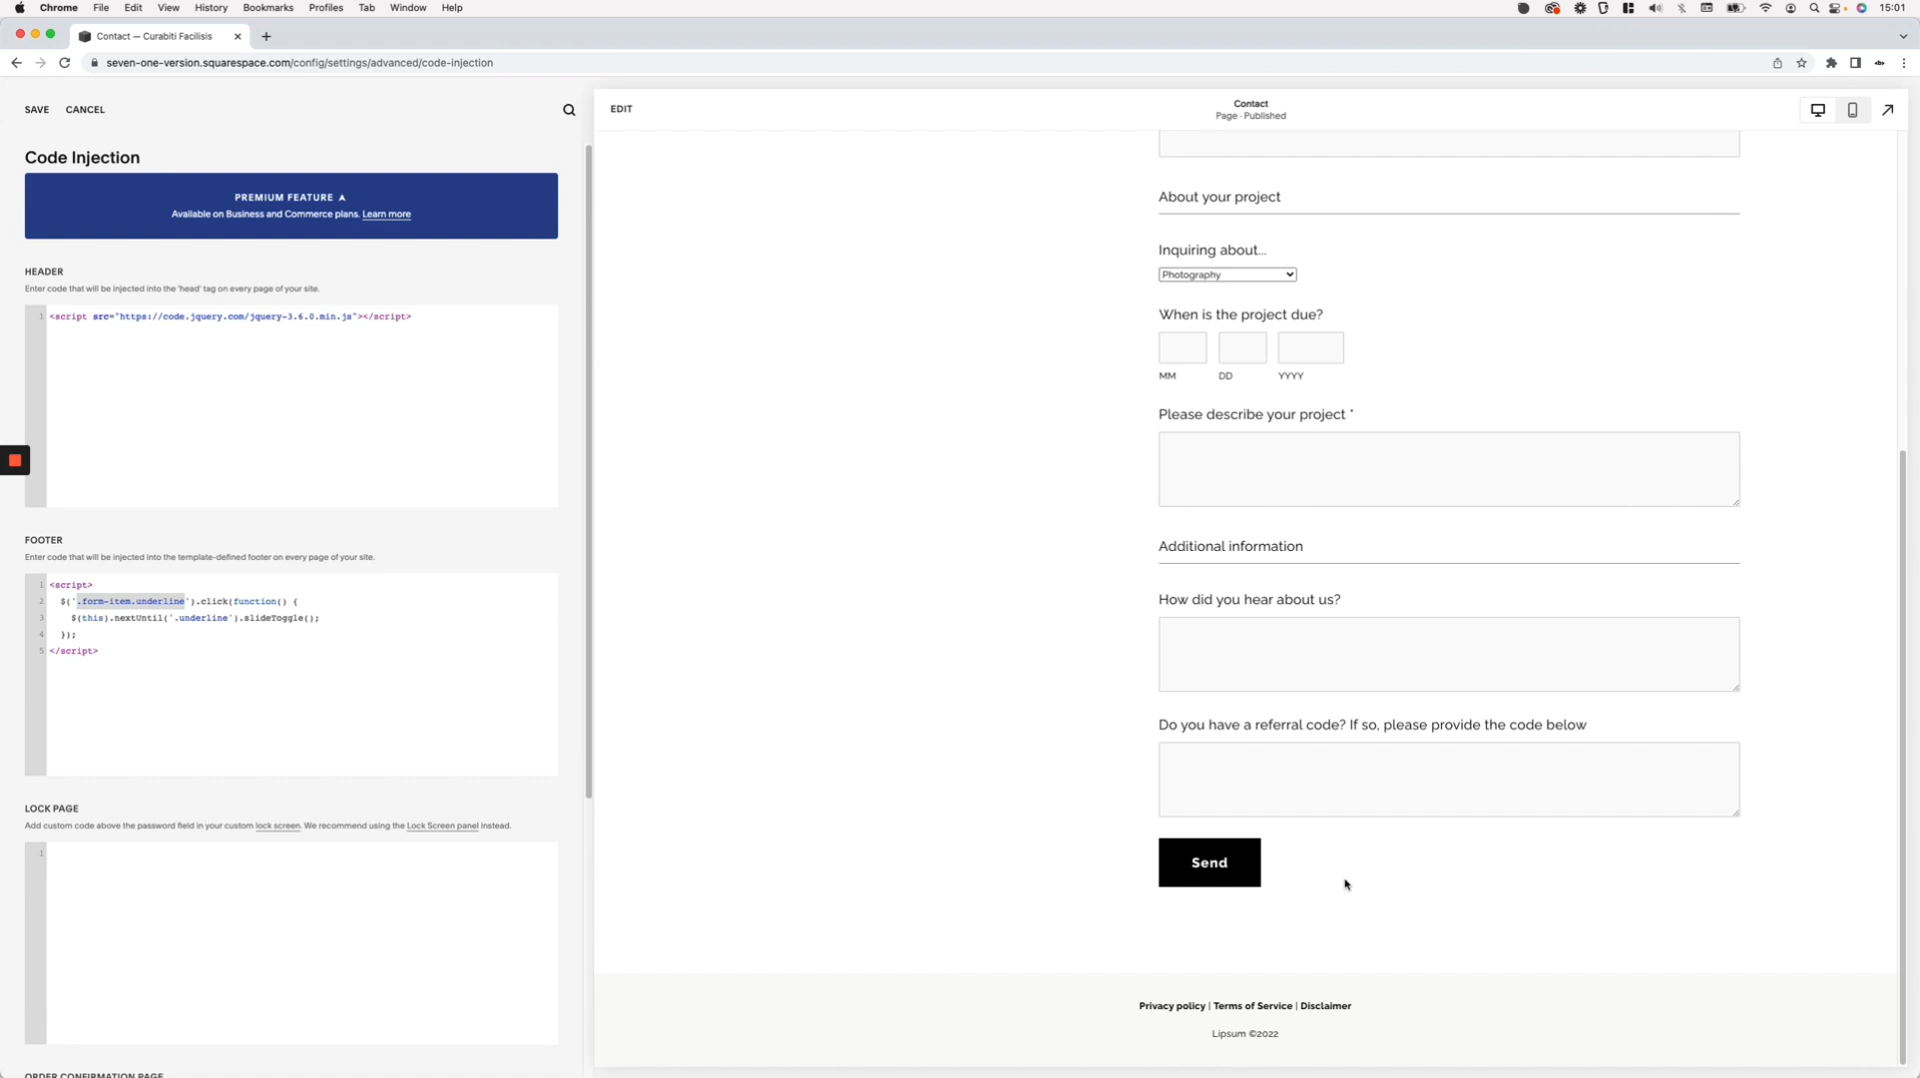 Chrome File Edit View History Bookmarks Profiles Tab Window Help 15:01
Contact — Curabiti Facilisis
seven-one-version.squarespace.com/config/settings/advanced/code-injection
SAVE CANCEL
Code Injection
PREMIUM FEATURE
Available on Business and Commerce plans. Learn more
HEADER
Enter code that will be injected into the 'head' tag on every page of your site.
1 <script src="https://code.jquery.com/jquery-3.6.0.min.js"></script>
FOOTER
Enter code that will be injected into the template-defined footer on every page of your site.
1 <script>
2 $('.form-item.underline').click(function() {
3 $(this).nextUntil('.underline').slideToggle();
4 });
5 </script>
LOCK PAGE
Add custom code above the password field in your custom lock screen. We recommend using the Lock Screen panel instead.
1
ORDER CONFIRMATION PAGE
EDIT
Contact
Page · Published
About your project
Inquiring about...
Photography
When is the project due?
MM DD YYYY
Please describe your project *
Additional information
How did you hear about us?
Do you have a referral code? If so, please provide the code below
Send
Privacy policy | Terms of Service | Disclaimer
Lipsum ©2022